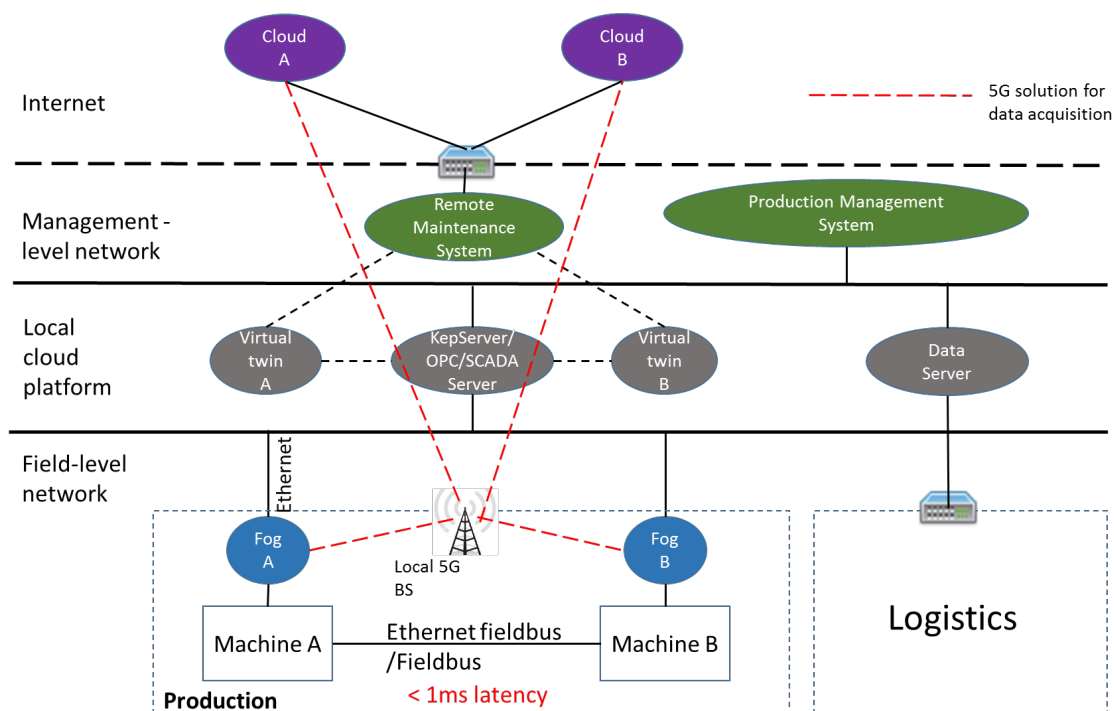 Cloud
A
Cloud
B
5G solution for
data acquisition
Internet
Management -
level network
Remote
Maintenance
System
Production Management
System
Local
cloud
platform
Virtual
twin
A
KepServer/
OPC/SCADA
Server
Virtual
twin
B
Data
Server
Field-level
network
Ethernet
Fog
A
Local 5G
BS
Fog
B
Machine A
Ethernet fieldbus
/Fieldbus
Machine B
< 1ms latency
Production
Logistics